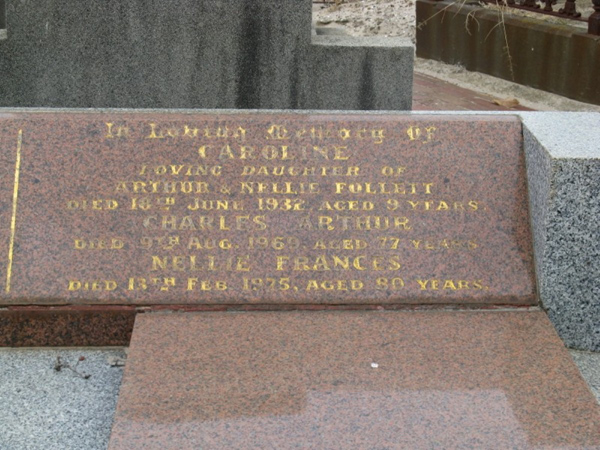 In Loving Memory Of
CAROLINE
LOVING DAUGHTER OF
ARTHUR & NELLIE FOLLETT
DIED 18TH JUNE 1932, AGED 9 YEARS.
CHARLES ARTHUR
DIED 9TH AUG. 1969, AGED 77 YEARS
NELLIE FRANCES
DIED 13TH FEB 1975, AGED 80 YEARS.